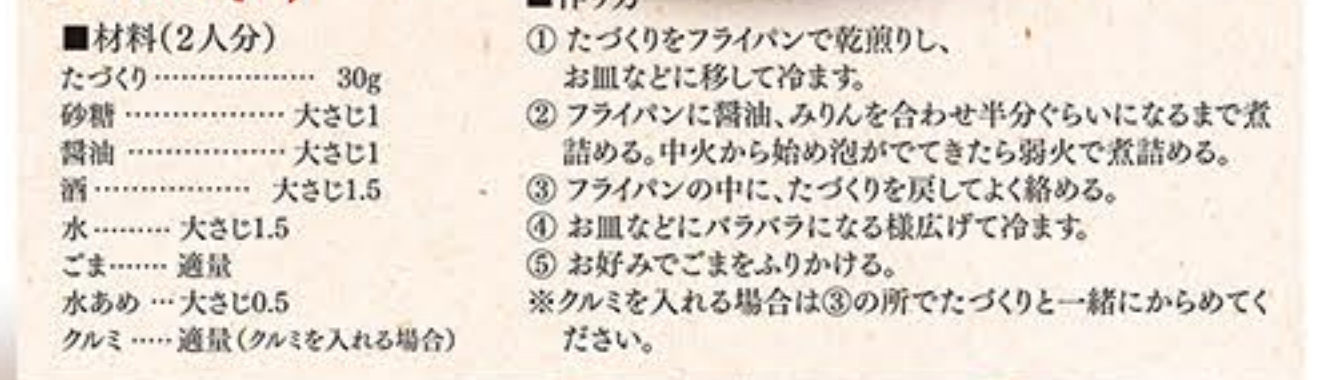 ■材料(2人分)
たづくり………………… 30g
砂糖 ……………… 大さじ1
醤油 ……………… 大さじ1
酒 ……………… 大さじ1.5
水……… 大さじ1.5
ごま…… 適量
水あめ … 大さじ0.5
クルミ ‥‥ 適量(クルミを入れる場合)
① たづくりをフライパンで乾煎りし、
お皿などに移して冷ます。
② フライパンに醤油、みりんを合わせ半分ぐらいになるまで煮
詰める。中火から始め泡がでてきたら弱火で煮詰める。
③ フライパンの中に、たづくりを戻してよく絡める。
④ お皿などにバラバラになる様広げて冷ます。
⑤ お好みでごまをふりかける。
※クルミを入れる場合は③の所でたづくりと一緒にからめてく
ださい。